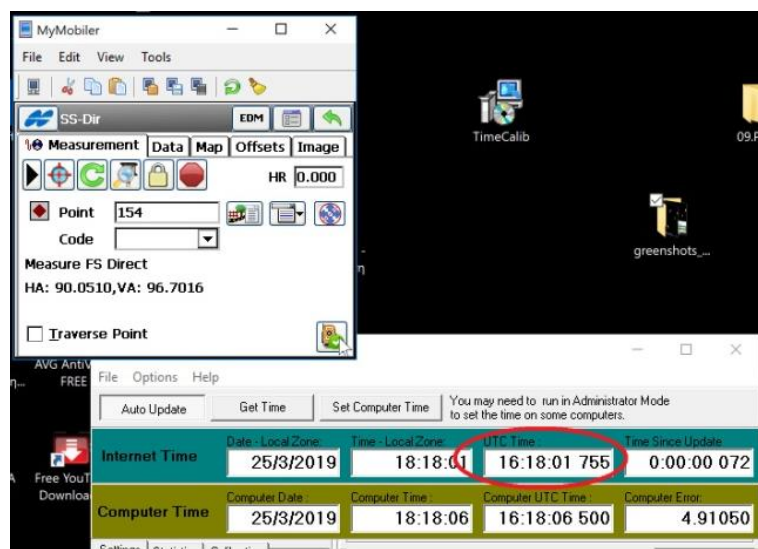 MyMobiler
File Edit View Tools
SS-Dir EDM
Measurement Data Map Offsets Image
HR 0.000
Point 154
Code
Measure FS Direct
HA: 90.0510,VA: 96.7016
Traverse Point
TimeCalib
09.
greenshots_...
AVG
FREE
Free
File Options Help
Auto Update Get Time Set Computer Time You may need to run in Administrator Mode
to set the time on some computers.
Date - Local Zone: Time - Local Zone: UTC Time : Time Since Update
Internet Time 25/3/2019 18:18:01 16:18:01 755 0:00:00 072
Computer Date : Computer Time : Computer UTC Time : Computer Error:
Computer Time 25/3/2019 18:18:06 16:18:06 500 4.91050